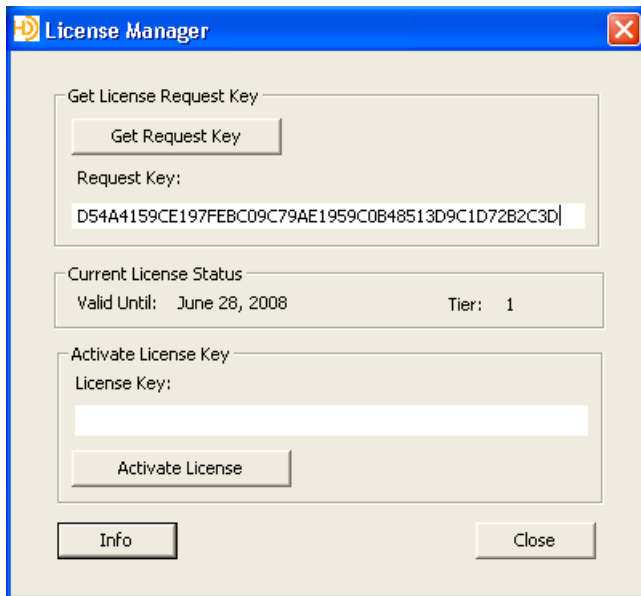 License Manager
Get License Request Key
Get Request Key
Request Key:
D54A4159CE197FEBC09C79AE1959C0B48513D9C1D72B2C3D
Current License Status
Valid Until: June 28, 2008 Tier: 1
Activate License Key
License Key:
Activate License
Info Close